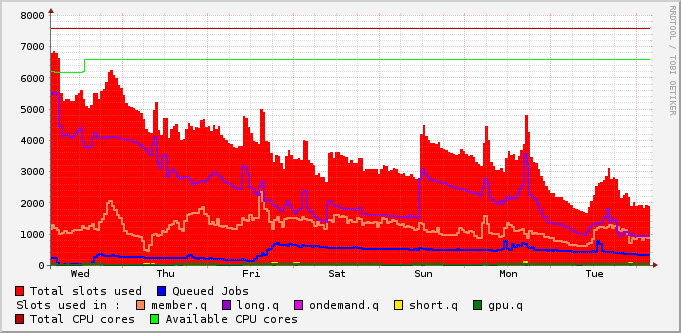 8000
7000
6000
5000
4000
3000
2000
1000
0
Wed Thu Fri Sat Sun Mon Tue
RRDTOOL / TOBI OETIKER
Total slots used Queued Jobs
Slots used in : member.q long.q ondemand.q short.q gpu.q
Total CPU cores Available CPU cores